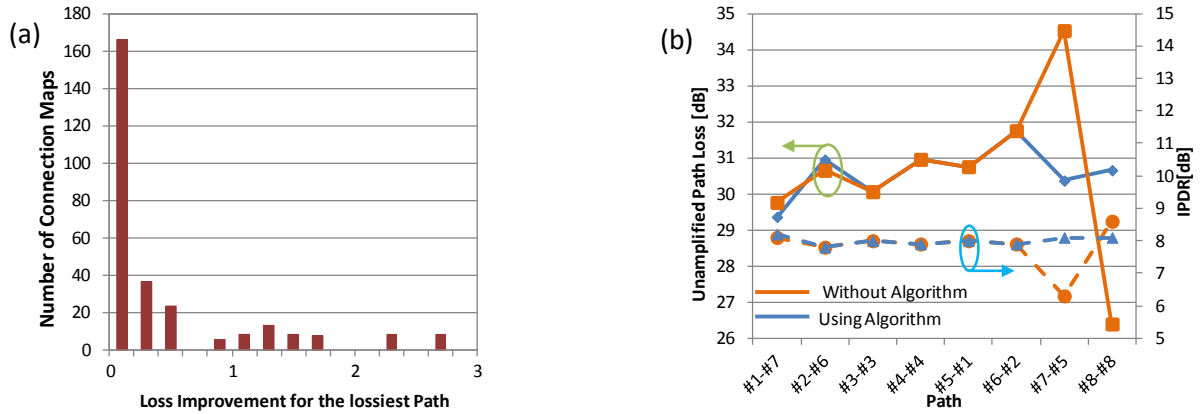 (a)
Number of Connection Maps
180
160
140
120
100
80
60
40
20
0
0 1 2 3
Loss Improvement for the lossiest Path
(b)
Unamplified Path Loss [dB]
35
34
33
32
31
30
29
28
27
26
15
14
13
12
11
10
9
8
7
6
5
IPDR[dB]
Without Algorithm
Using Algorithm
#1-#7 #2-#6 #3-#3 #4-#4 #5-#1 #6-#2 #7-#5 #8-#8
Path